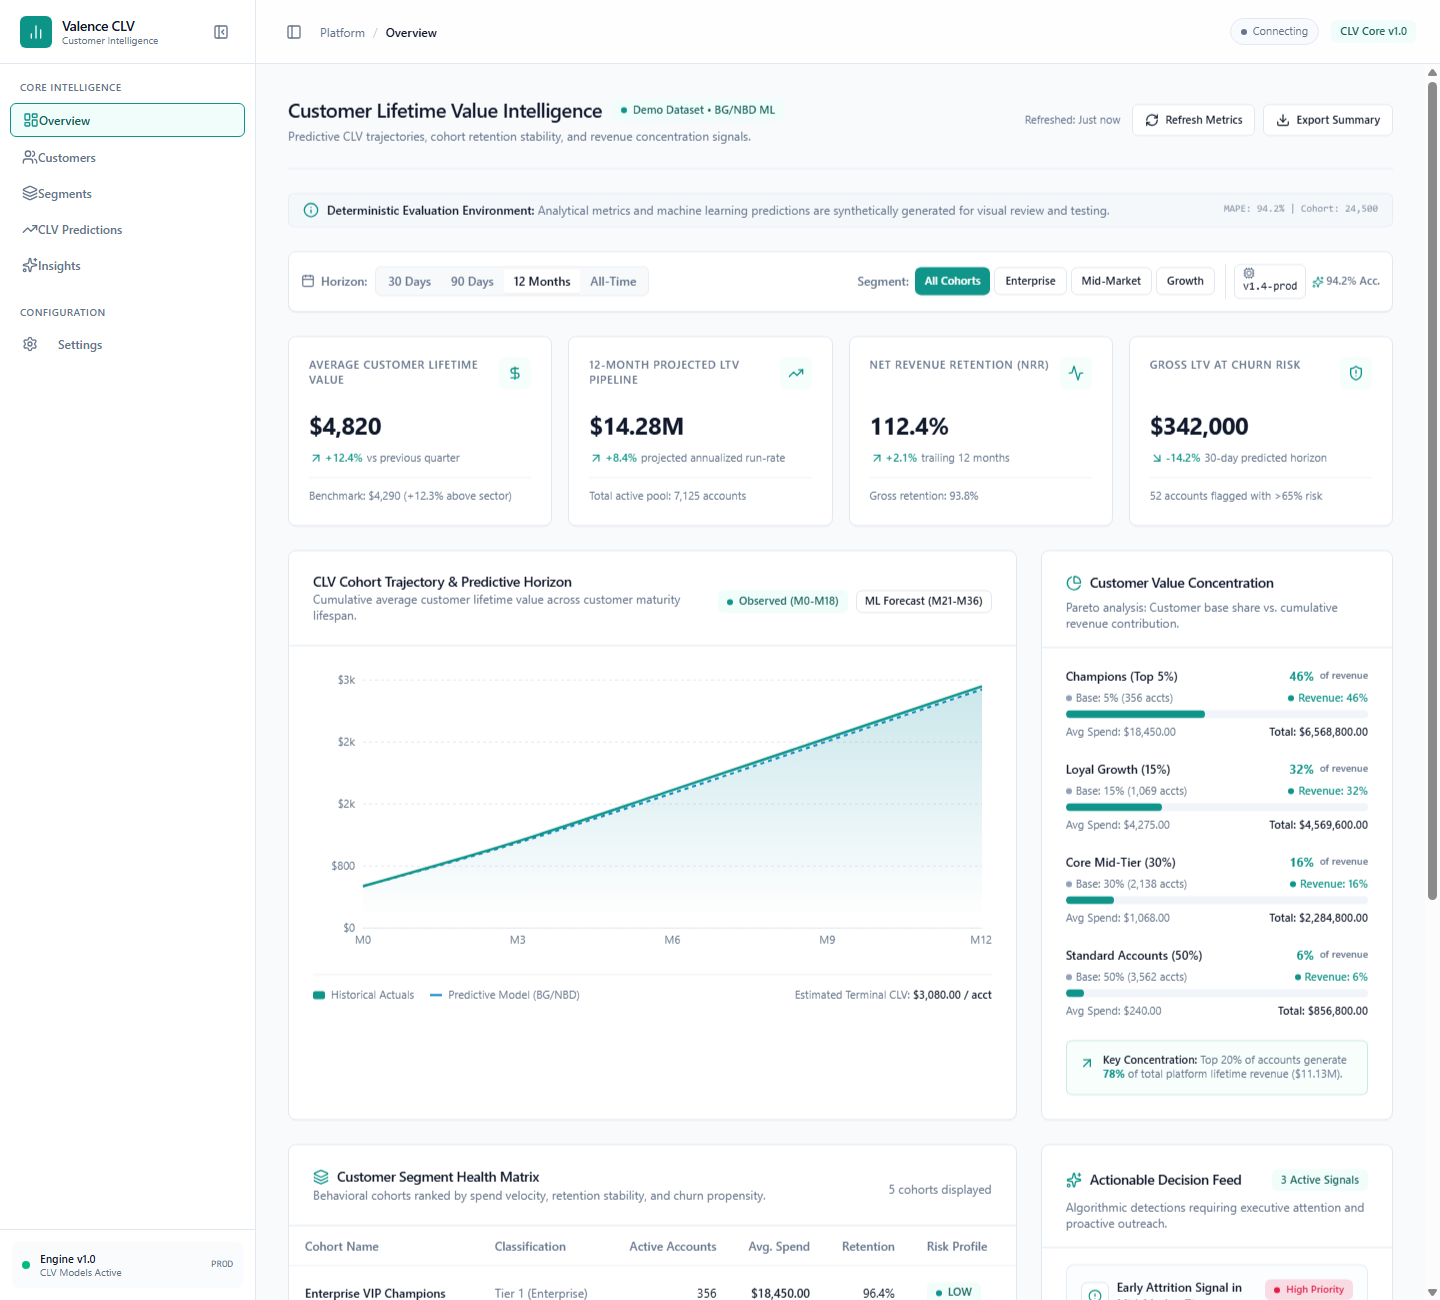 Valence CLV
Customer Intelligence
CORE INTELLIGENCE
Overview
Customers
Segments
CLV Predictions
Insights
CONFIGURATION
Settings
Engine v1.0
CLV Models Active
PROD
Platform / Overview
Connecting
CLV Core v1.0
Customer Lifetime Value Intelligence
Demo Dataset • BG/NBD ML
Predictive CLV trajectories, cohort retention stability, and revenue concentration signals.
Refreshed: Just now
Refresh Metrics
Export Summary
Deterministic Evaluation Environment: Analytical metrics and machine learning predictions are synthetically generated for visual review and testing.
MAPE: 94.2% | Cohort: 24,500
Horizon: 30 Days 90 Days 12 Months All-Time
Segment: All Cohorts Enterprise Mid-Market Growth
v1.4-prod
94.2% Acc.
AVERAGE CUSTOMER LIFETIME
VALUE
$4,820
+12.4% vs previous quarter
Benchmark: $4,290 (+12.3% above sector)
12-MONTH PROJECTED LTV
PIPELINE
$14.28M
+8.4% projected annualized run-rate
Total active pool: 7,125 accounts
NET REVENUE RETENTION (NRR)
112.4%
+2.1% trailing 12 months
Gross retention: 93.8%
GROSS LTV AT CHURN RISK
$342,000
-14.2% 30-day predicted horizon
52 accounts flagged with >65% risk
CLV Cohort Trajectory & Predictive Horizon
Cumulative average customer lifetime value across customer maturity
lifespan.
Observed (M0-M18)
ML Forecast (M21-M36)
$3k
$2k
$2k
$800
$0
M0 M3 M6 M9 M12
Historical Actuals
Predictive Model (BG/NBD)
Estimated Terminal CLV: $3,080.00 / acct
Customer Value Concentration
Pareto analysis: Customer base share vs. cumulative
revenue contribution.
Champions (Top 5%) 46% of revenue
Base: 5% (356 accts) Revenue: 46%
Avg Spend: $18,450.00 Total: $6,568,800.00
Loyal Growth (15%) 32% of revenue
Base: 15% (1,069 accts) Revenue: 32%
Avg Spend: $4,275.00 Total: $4,569,600.00
Core Mid-Tier (30%) 16% of revenue
Base: 30% (2,138 accts) Revenue: 16%
Avg Spend: $1,068.00 Total: $2,284,800.00
Standard Accounts (50%) 6% of revenue
Base: 50% (3,562 accts) Revenue: 6%
Avg Spend: $240.00 Total: $856,800.00
Key Concentration: Top 20% of accounts generate
78% of total platform lifetime revenue ($11.13M).
Customer Segment Health Matrix
Behavioral cohorts ranked by spend velocity, retention stability, and churn propensity.
5 cohorts displayed
Cohort Name Classification Active Accounts Avg. Spend Retention Risk Profile
Enterprise VIP Champions Tier 1 (Enterprise) 356 $18,450.00 96.4% LOW
Actionable Decision Feed
3 Active Signals
Algorithmic detections requiring executive attention and
proactive outreach.
Early Attrition Signal in
High Priority